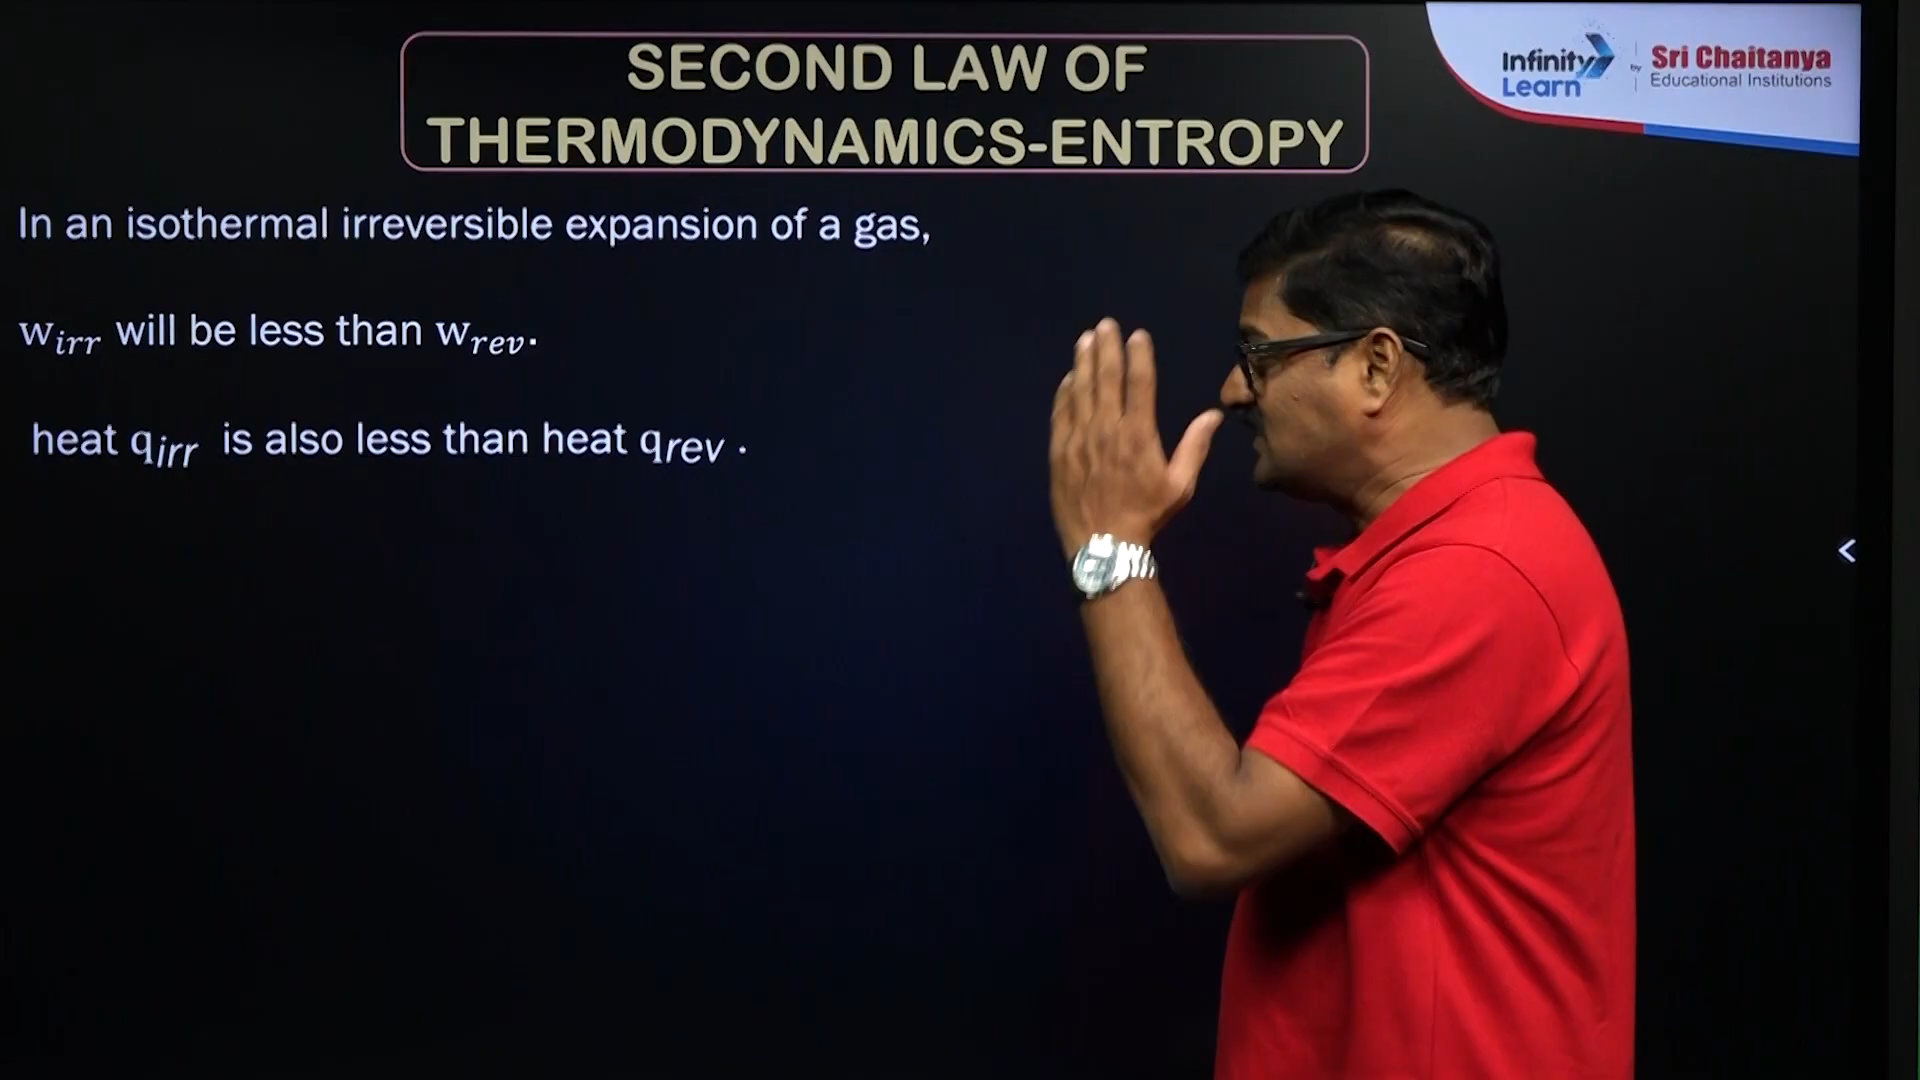 SECOND LAW OF
THERMODYNAMICS-ENTROPY
Infinity Learn by Sri Chaitanya Educational Institutions
In an isothermal irreversible expansion of a gas,
w_irr will be less than w_rev.
heat q_irr is also less than heat q_rev .
<